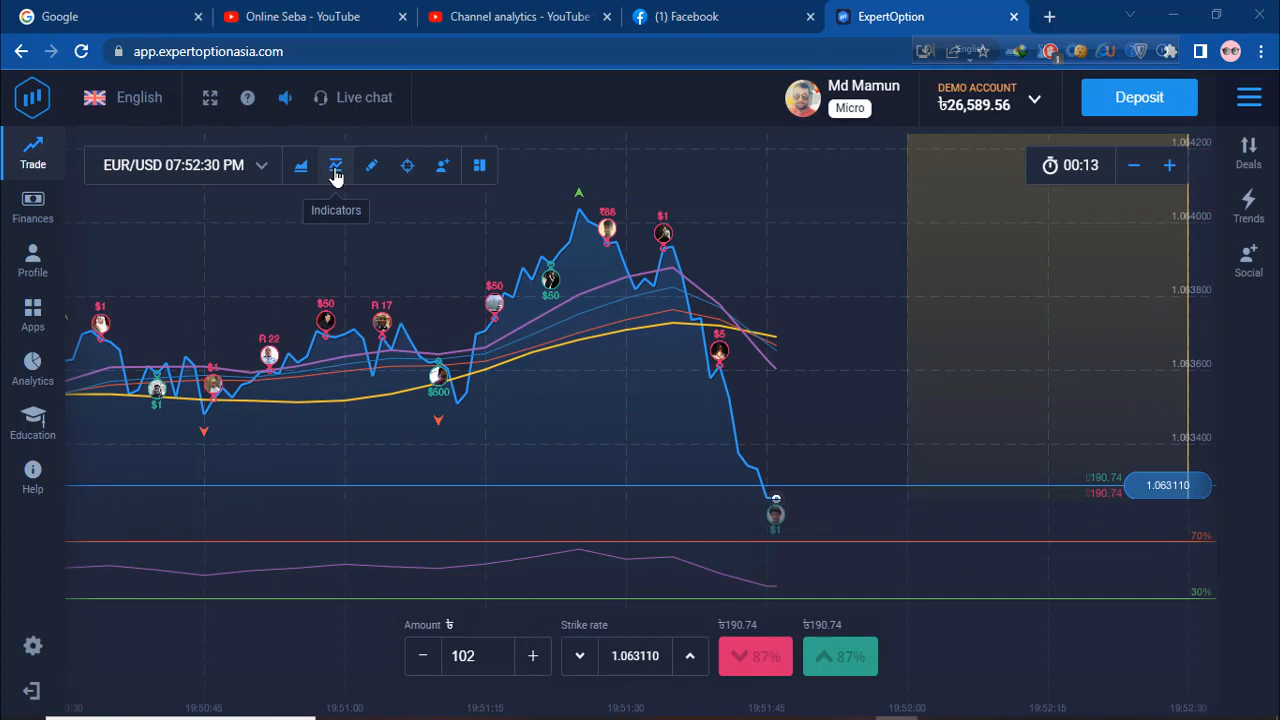 Google
Online Seba - YouTube
Channel analytics - YouTube
(1) Facebook
ExpertOption
app.expertoptionasia.com
English
English
Live chat
Md Mamun
Micro
DEMO ACCOUNT
৳26,589.56
Deposit
Trade
Finances
Profile
Apps
Analytics
Education
Help
EUR/USD 07:52:30 PM
Indicators
00:13
Deals
Trends
Social
1.064200
1.064000
1.063800
1.063600
1.063400
$1
$1
$1
R 22
$50
R 17
$500
$50
$50
₹88
$1
$5
$1
190.74
190.74
1.063110
70%
30%
Amount ৳
102
Strike rate
1.063110
৳190.74
87%
৳190.74
87%
:30
19:50:45
19:51:00
19:51:15
19:51:30
19:51:45
19:52:00
19:52:15
19:52:30